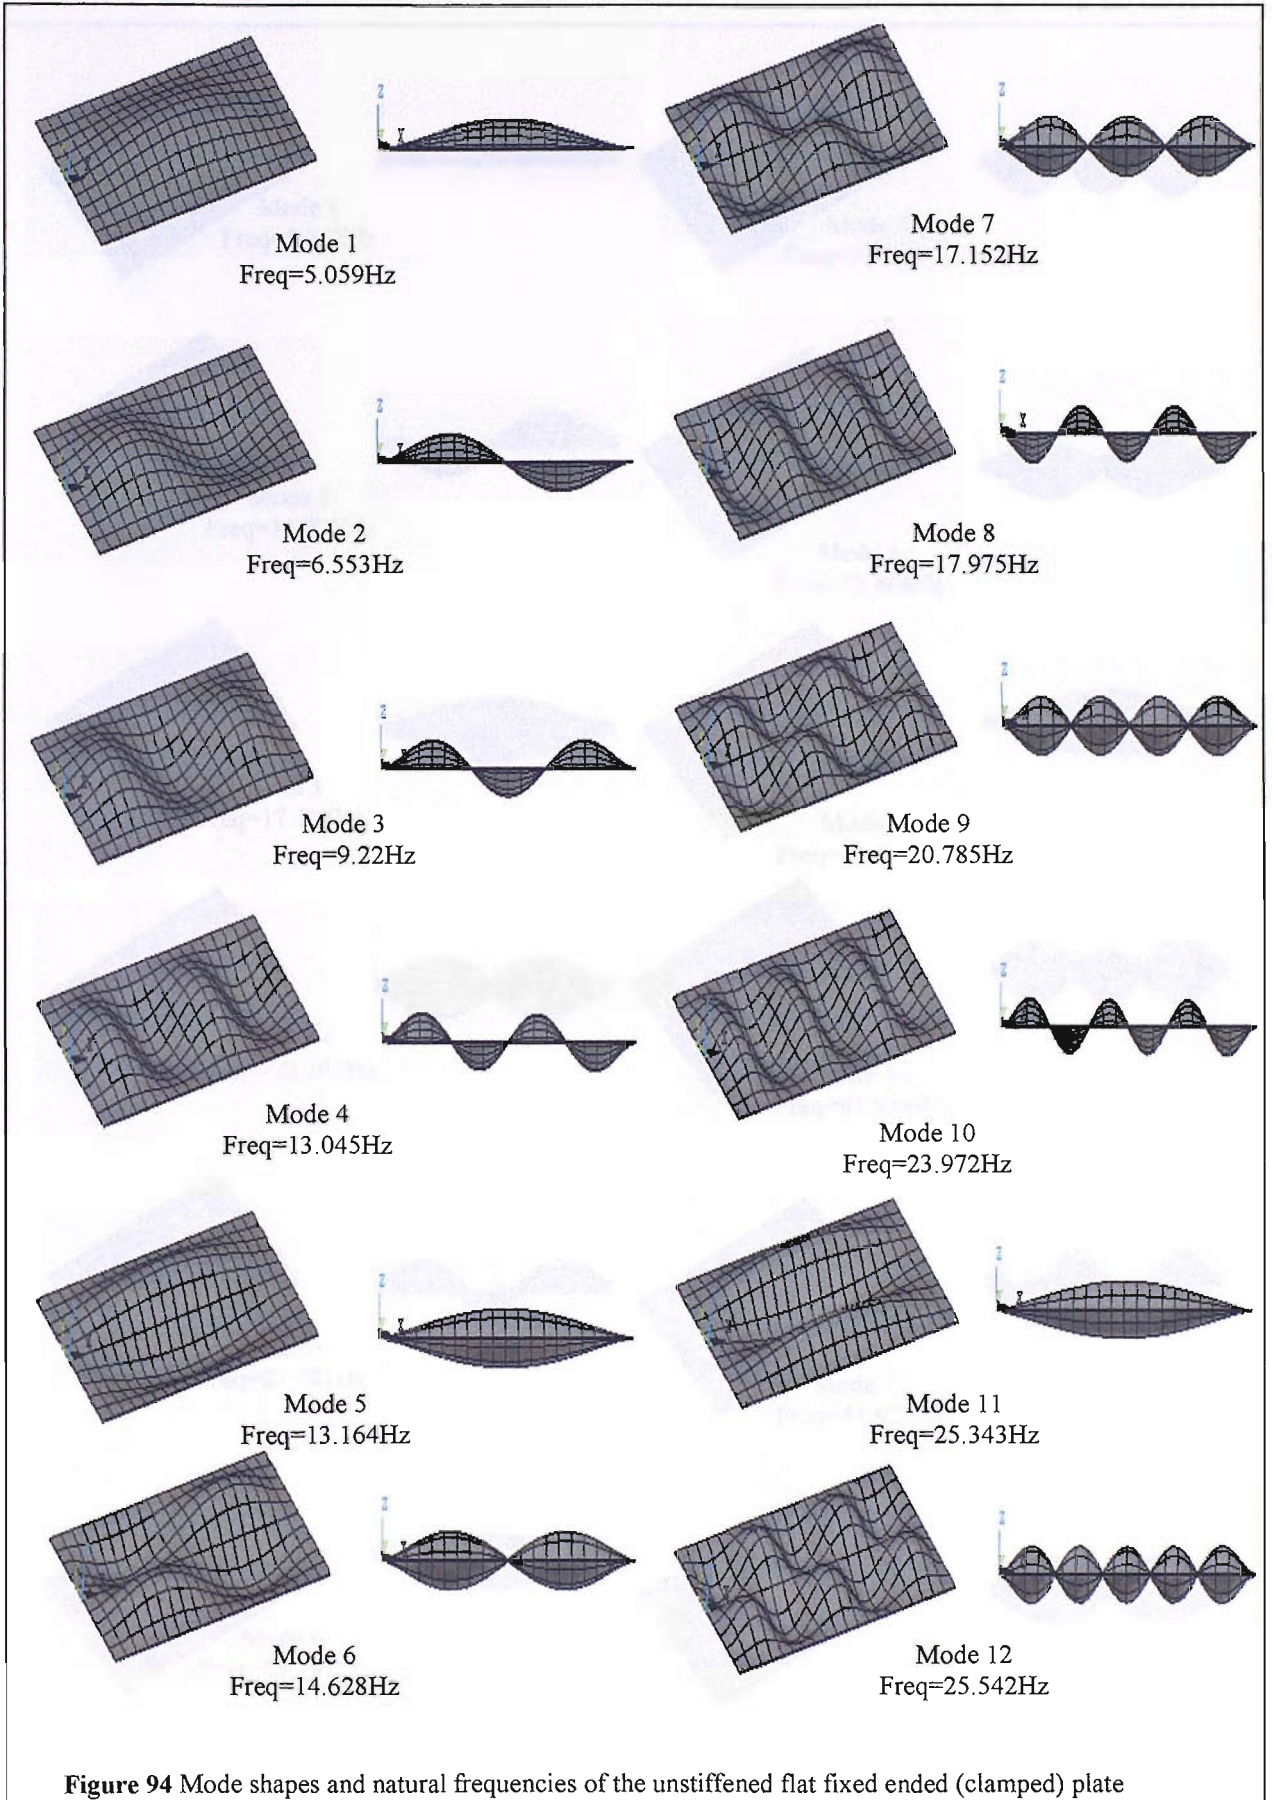 Mode 1
Freq=5.059Hz
Mode 2
Freq=6.553Hz
Mode 3
Freq=9.22Hz
Mode 4
Freq=13.045Hz
Mode 5
Freq=13.164Hz
Mode 6
Freq=14.628Hz
Mode 7
Freq=17.152Hz
Mode 8
Freq=17.975Hz
Mode 9
Freq=20.785Hz
Mode 10
Freq=23.972Hz
Mode 11
Freq=25.343Hz
Mode 12
Freq=25.542Hz
Figure 94 Mode shapes and natural frequencies of the unstiffened flat fixed ended (clamped) plate